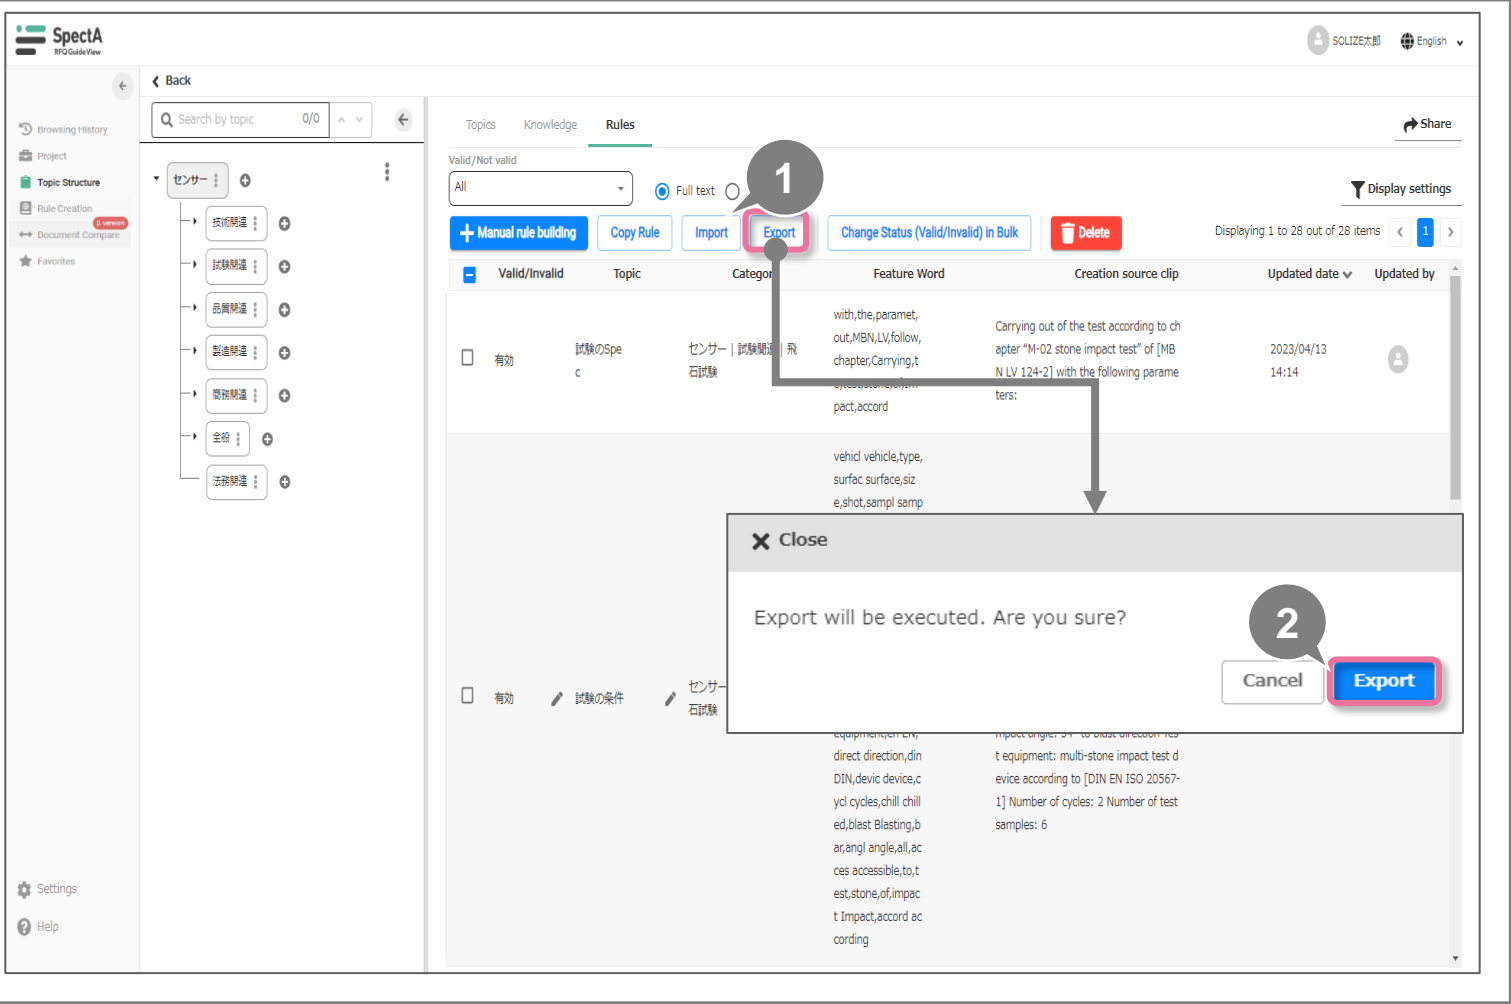 SpectA
RFQ GuideView
SOLIZE太郎
English
Back
Browsing History
Project
Topic Structure
Rule Creation
β version
Document Compare
Favorites
Settings
Help
Search by topic
0/0
センサー
技術関連
試験関連
品質関連
製造関連
商務関連
全般
法務関連
Topics Knowledge Rules
Share
Valid/Not valid
All
Full text
1
Display settings
Manual rule building
Copy Rule
Import
Export
Change Status (Valid/Invalid) in Bulk
Delete
Displaying 1 to 28 out of 28 items
1
Valid/Invalid Topic Category Feature Word Creation source clip Updated date Updated by
有効
試験のSpe
c
センサー｜試験関連｜飛
石試験
with,the,paramet,
out,MBN,LV,follow,
chapter,Carrying,t
pact,accord
Carrying out of the test according to ch
apter “M-02 stone impact test” of [MB
N LV 124-2] with the following parame
ters:
2023/04/13
14:14
有効
試験の条件
センサー
石試験
vehicl vehicle,type,
surfac surface,siz
e,shot,sampl samp
equipment,en EN,
direct direction,din
DIN,devic device,c
ycl cycles,chill chill
ed,blast Blasting,b
ar,angl angle,all,ac
ces accessible,to,t
est,stone,of,impac
t Impact,accord ac
cording
impact angle: 54° to blast direction Tes
t equipment: multi-stone impact test d
evice according to [DIN EN ISO 20567-
1] Number of cycles: 2 Number of test
samples: 6
Close
Export will be executed. Are you sure?
2
Cancel
Export